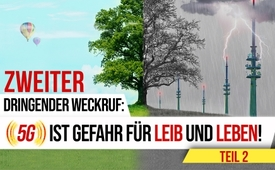 ZWEITER
DRINGENDER WECKRUF:
5G IST GEFAHR FÜR LEIB UND LEBEN!
TEIL 2